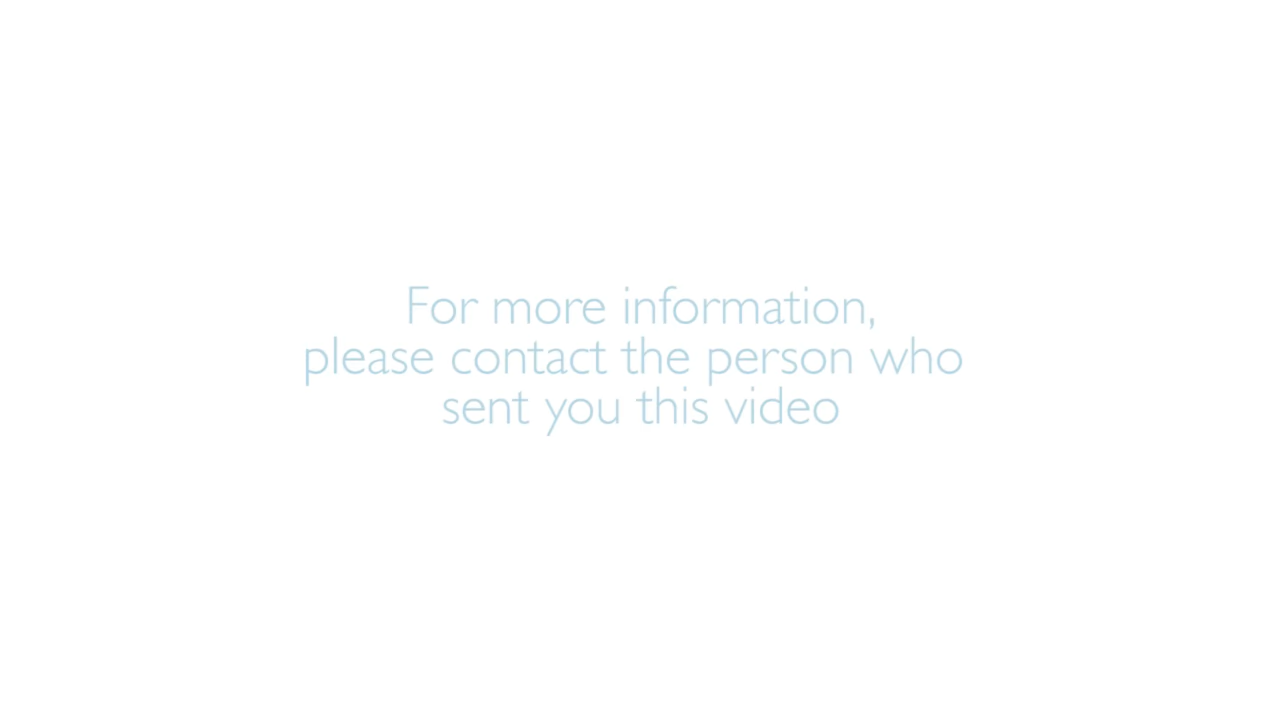 For more information,
please contact the person who
sent you this video